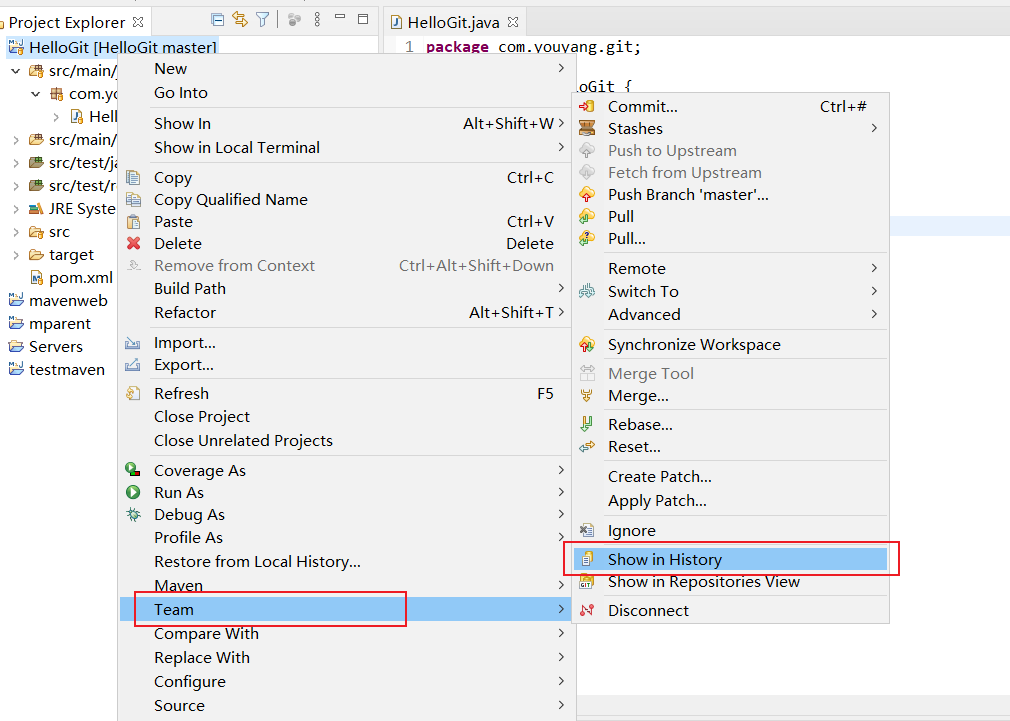 Project Explorer
HelloGit [HelloGit master]
src/main/
com.yo
Hell
src/main/
src/test/ja
src/test/r
JRE Syste
src
target
pom.xml
mavenweb
mparent
Servers
testmaven
HelloGit.java
1 package com.youyang.git;
loGit {
New
Go Into
Show In Alt+Shift+W
Show in Local Terminal
Copy Ctrl+C
Copy Qualified Name
Paste Ctrl+V
Delete Delete
Remove from Context Ctrl+Alt+Shift+Down
Build Path
Refactor Alt+Shift+T
Import...
Export...
Refresh F5
Close Project
Close Unrelated Projects
Coverage As
Run As
Debug As
Profile As
Restore from Local History...
Maven
Team
Compare With
Replace With
Configure
Source
Commit... Ctrl+#
Stashes
Push to Upstream
Fetch from Upstream
Push Branch 'master'...
Pull
Pull...
Remote
Switch To
Advanced
Synchronize Workspace
Merge Tool
Merge...
Rebase...
Reset...
Create Patch...
Apply Patch...
Ignore
Show in History
Show in Repositories View
Disconnect